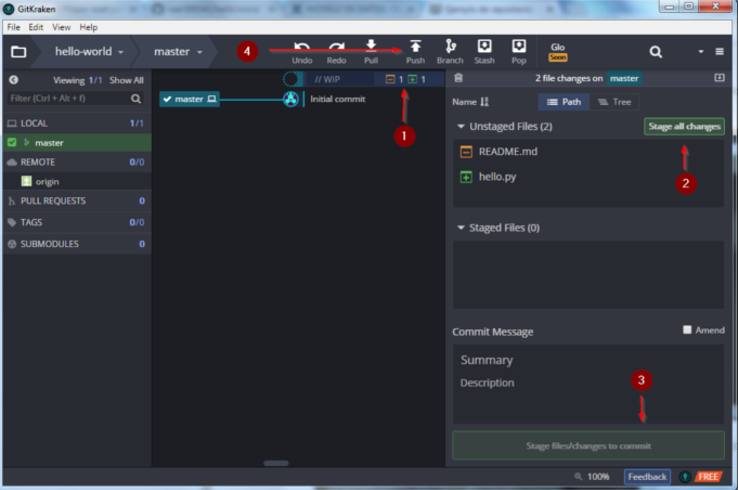 GitKraken
File Edit View Help
hello-world master 4 Undo Redo Pull Push Branch Stash Pop Glo Soon
Viewing 1/1 Show All
Filter (Ctrl + Alt + f)
LOCAL 1/1
master
REMOTE 0/0
origin
PULL REQUESTS 0
TAGS 0/0
SUBMODULES 0
// WIP 1 1
master Initial commit
1
2 file changes on master
Name Path Tree
Unstaged Files (2) Stage all changes
README.md
2
hello.py
Staged Files (0)
Commit Message Amend
Summary
Description
3
Stage files/changes to commit
100% Feedback FREE